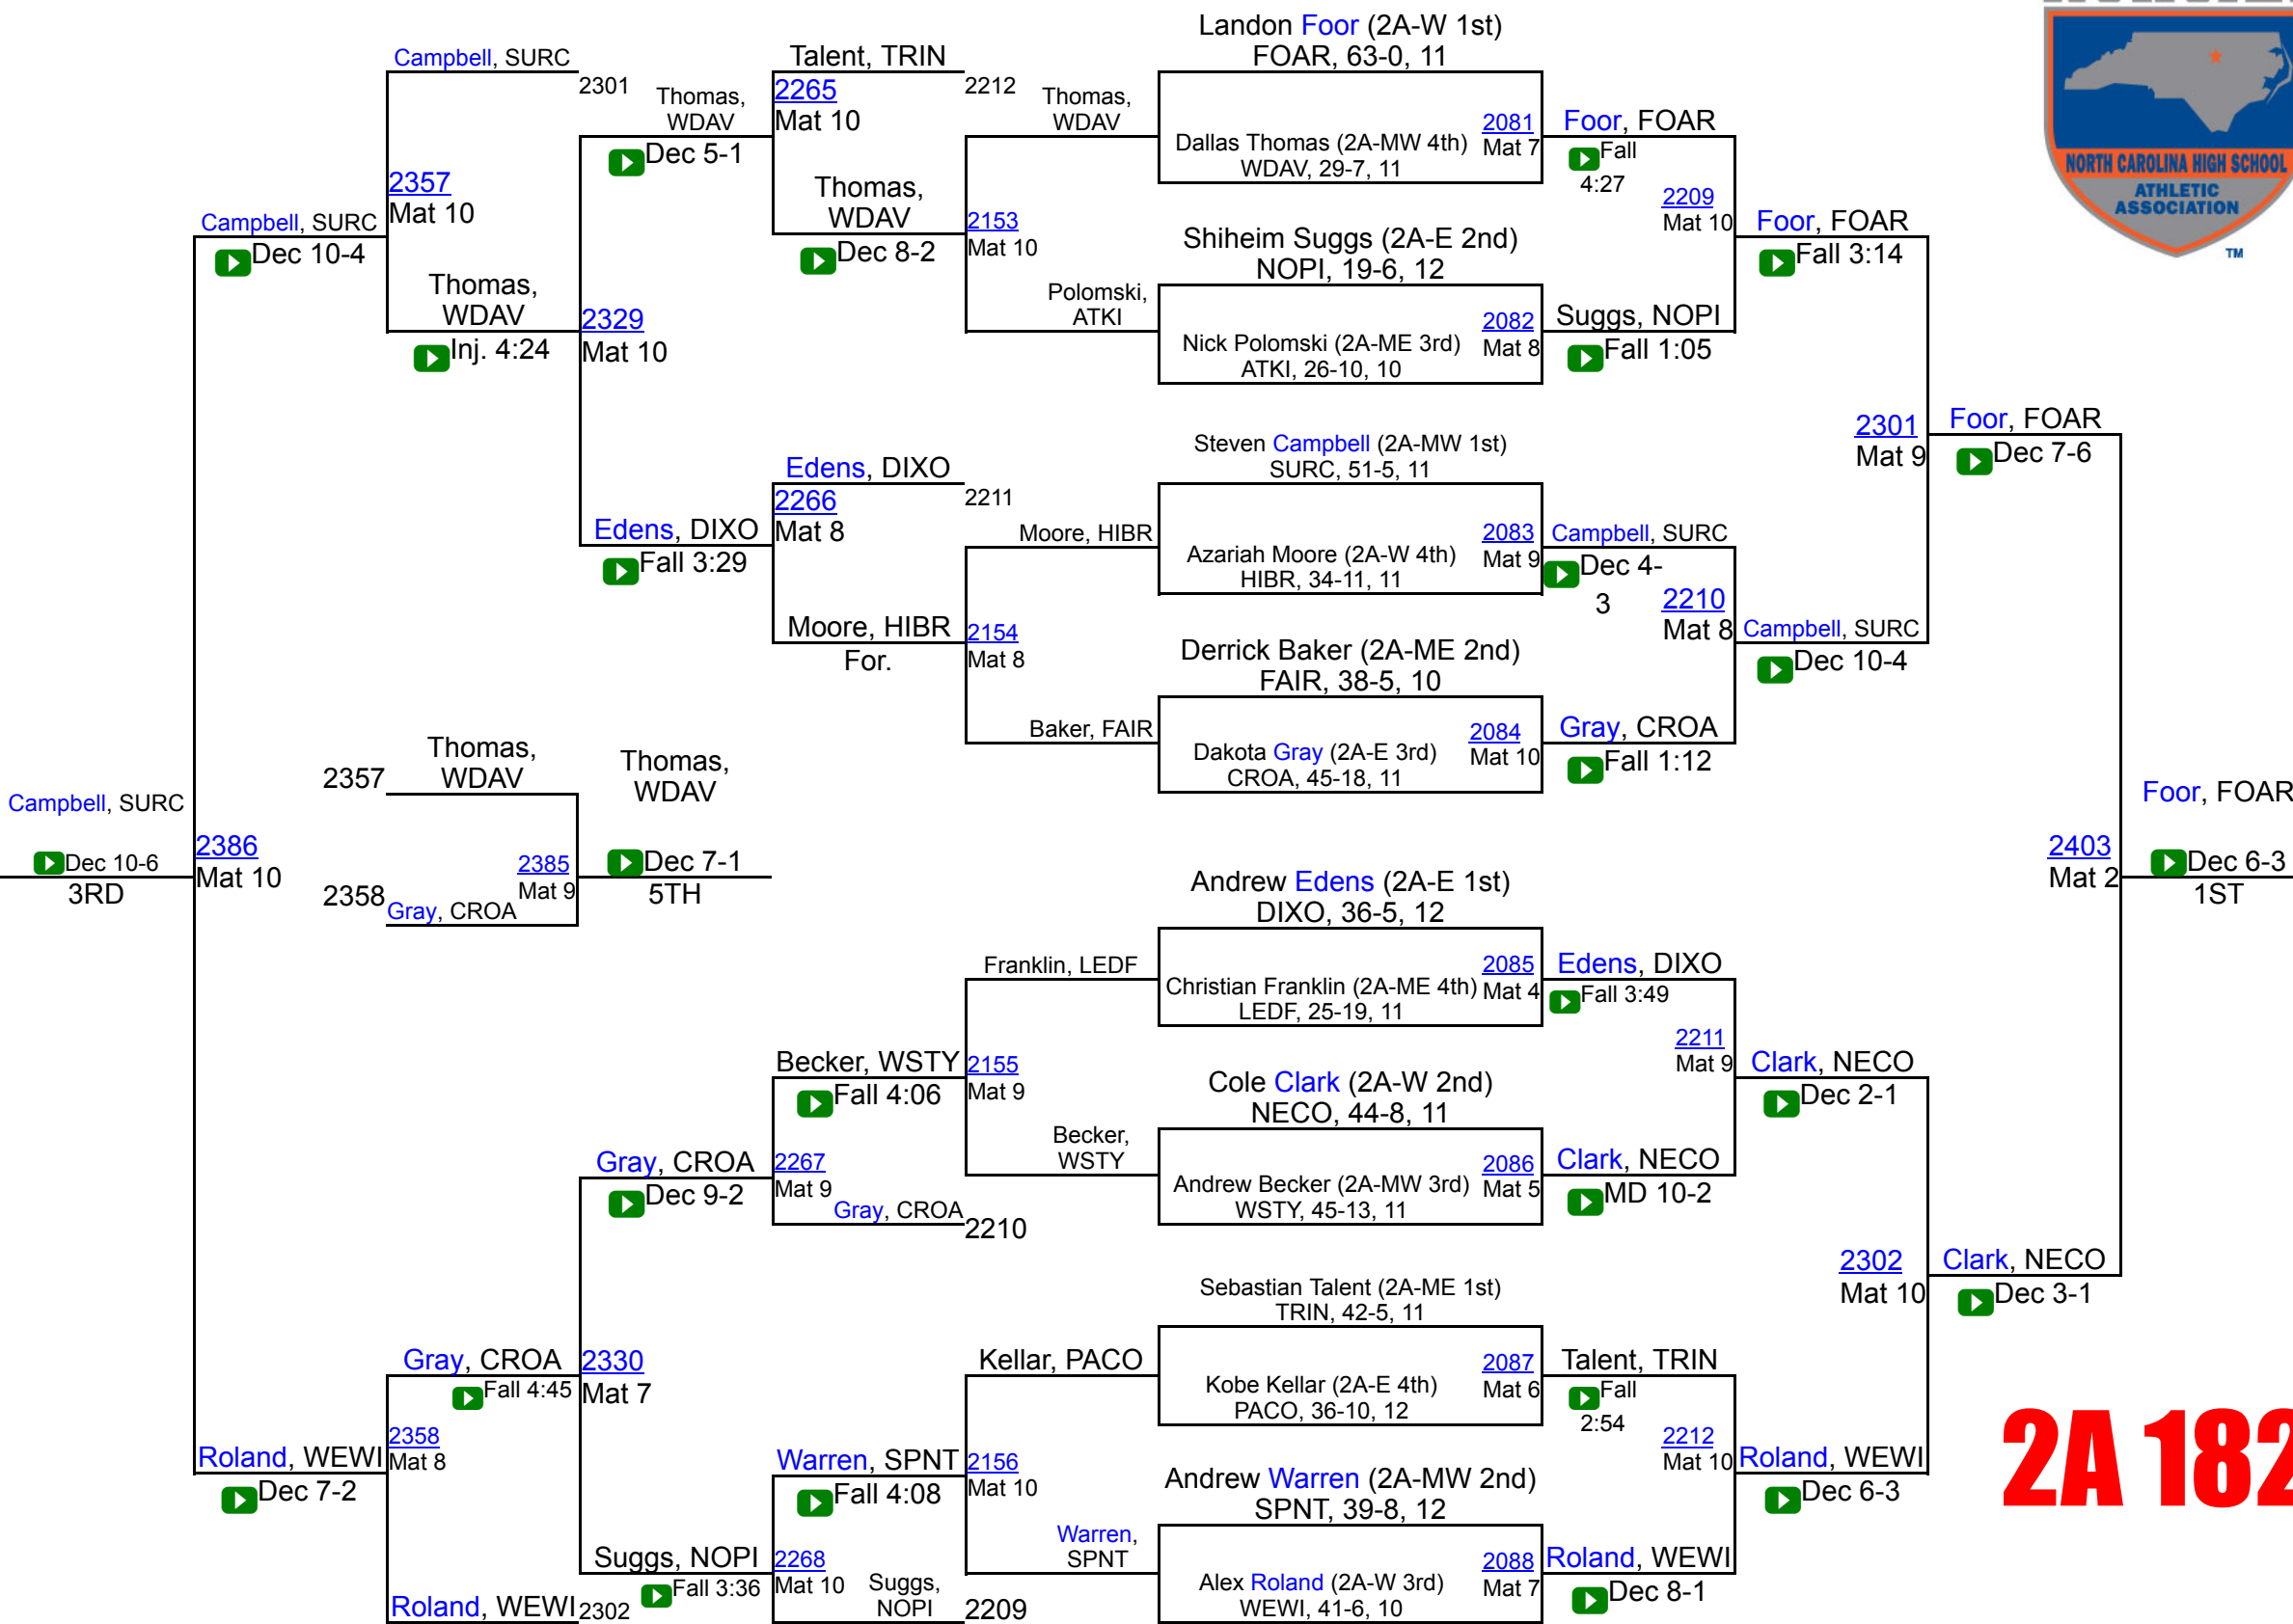 Landon Foor (2A-W 1st)
FOAR, 63-0, 11
Dallas Thomas (2A-MW 4th)
WDAV, 29-7, 11
2081
Mat 7
Foor, FOAR
Fall
4:27
Shiheim Suggs (2A-E 2nd)
NOPI, 19-6, 12
Nick Polomski (2A-ME 3rd)
ATKI, 26-10, 10
2082
Mat 8
Suggs, NOPI
Fall 1:05
2209
Mat 10
Foor, FOAR
Fall 3:14
Steven Campbell (2A-MW 1st)
SURC, 51-5, 11
Azariah Moore (2A-W 4th)
HIBR, 34-11, 11
2083
Mat 9
Campbell, SURC
Dec 4-
3
Derrick Baker (2A-ME 2nd)
FAIR, 38-5, 10
Dakota Gray (2A-E 3rd)
CROA, 45-18, 11
2084
Mat 10
Gray, CROA
Fall 1:12
2210
Mat 8
Campbell, SURC
Dec 10-4
2301
Mat 9
Foor, FOAR
Dec 7-6
Andrew Edens (2A-E 1st)
DIXO, 36-5, 12
Christian Franklin (2A-ME 4th)
LEDF, 25-19, 11
2085
Mat 4
Edens, DIXO
Fall 3:49
Cole Clark (2A-W 2nd)
NECO, 44-8, 11
Andrew Becker (2A-MW 3rd)
WSTY, 45-13, 11
2086
Mat 5
Clark, NECO
MD 10-2
2211
Mat 9
Clark, NECO
Dec 2-1
Sebastian Talent (2A-ME 1st)
TRIN, 42-5, 11
Kobe Kellar (2A-E 4th)
PACO, 36-10, 12
2087
Mat 6
Talent, TRIN
Fall
2:54
Andrew Warren (2A-MW 2nd)
SPNT, 39-8, 12
Alex Roland (2A-W 3rd)
WEWI, 41-6, 10
2088
Mat 7
Roland, WEWI
Dec 8-1
2212
Mat 10
Roland, WEWI
Dec 6-3
2302
Mat 10
Clark, NECO
Dec 3-1
2403
Mat 2
Foor, FOAR
Dec 6-3
1ST
Thomas,
WDAV
Polomski,
ATKI
2153
Mat 10
Thomas,
WDAV
Dec 8-2
Talent, TRIN
2212
2265
Mat 10
Thomas,
WDAV
Dec 5-1
Moore, HIBR
Baker, FAIR
2154
Mat 8
Moore, HIBR
For.
Edens, DIXO
2211
2266
Mat 8
Edens, DIXO
Fall 3:29
2329
Mat 10
Thomas,
WDAV
Inj. 4:24
Campbell, SURC
2301
2357
Mat 10
Campbell, SURC
Dec 10-4
Franklin, LEDF
Becker,
WSTY
2155
Mat 9
Becker, WSTY
Fall 4:06
Gray, CROA
2210
2267
Mat 9
Gray, CROA
Dec 9-2
Kellar, PACO
Warren,
SPNT
2156
Mat 10
Warren, SPNT
Fall 4:08
Suggs,
NOPI
2209
2268
Mat 10
Suggs, NOPI
Fall 3:36
2330
Mat 7
Gray, CROA
Fall 4:45
Roland, WEWI
2302
2358
Mat 8
Roland, WEWI
Dec 7-2
2386
Mat 10
Campbell, SURC
Dec 10-6
3RD
2357
Thomas,
WDAV
2358
Gray, CROA
2385
Mat 9
Thomas,
WDAV
Dec 7-1
5TH
NORTH CAROLINA HIGH SCHOOL
ATHLETIC
ASSOCIATION
TM
2A 182